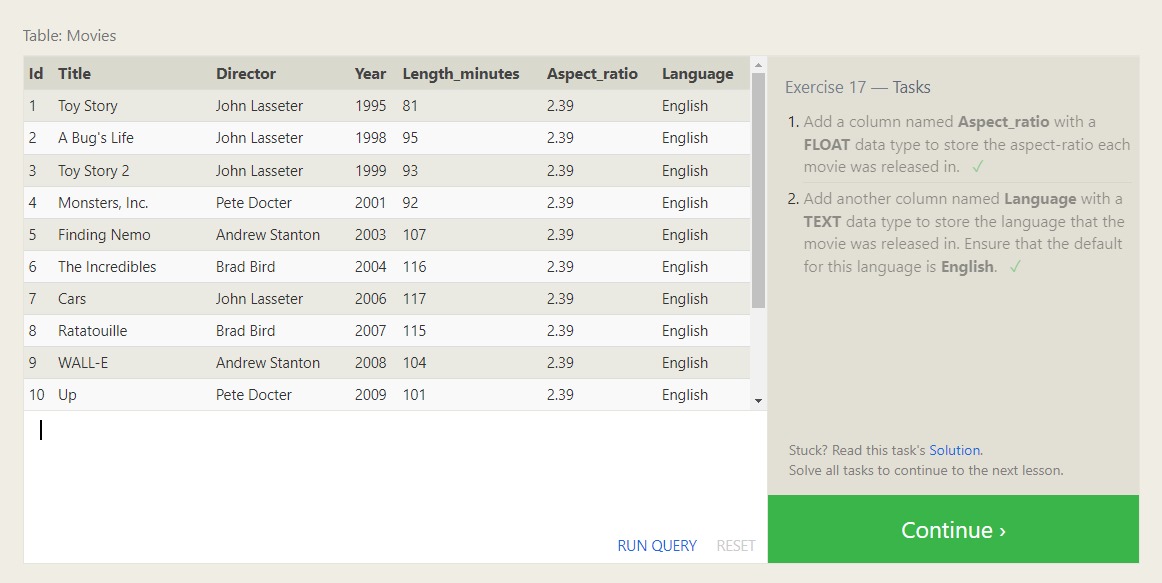 Table: Movies
Id Title Director Year Length_minutes Aspect_ratio Language
1 Toy Story John Lasseter 1995 81 2.39 English
2 A Bug's Life John Lasseter 1998 95 2.39 English
3 Toy Story 2 John Lasseter 1999 93 2.39 English
4 Monsters, Inc. Pete Docter 2001 92 2.39 English
5 Finding Nemo Andrew Stanton 2003 107 2.39 English
6 The Incredibles Brad Bird 2004 116 2.39 English
7 Cars John Lasseter 2006 117 2.39 English
8 Ratatouille Brad Bird 2007 115 2.39 English
9 WALL-E Andrew Stanton 2008 104 2.39 English
10 Up Pete Docter 2009 101 2.39 English
RUN QUERY RESET
Exercise 17 — Tasks
1. Add a column named Aspect_ratio with a
FLOAT data type to store the aspect-ratio each
movie was released in. ✓
2. Add another column named Language with a
TEXT data type to store the language that the
movie was released in. Ensure that the default
for this language is English. ✓
Stuck? Read this task's Solution.
Solve all tasks to continue to the next lesson.
Continue ›